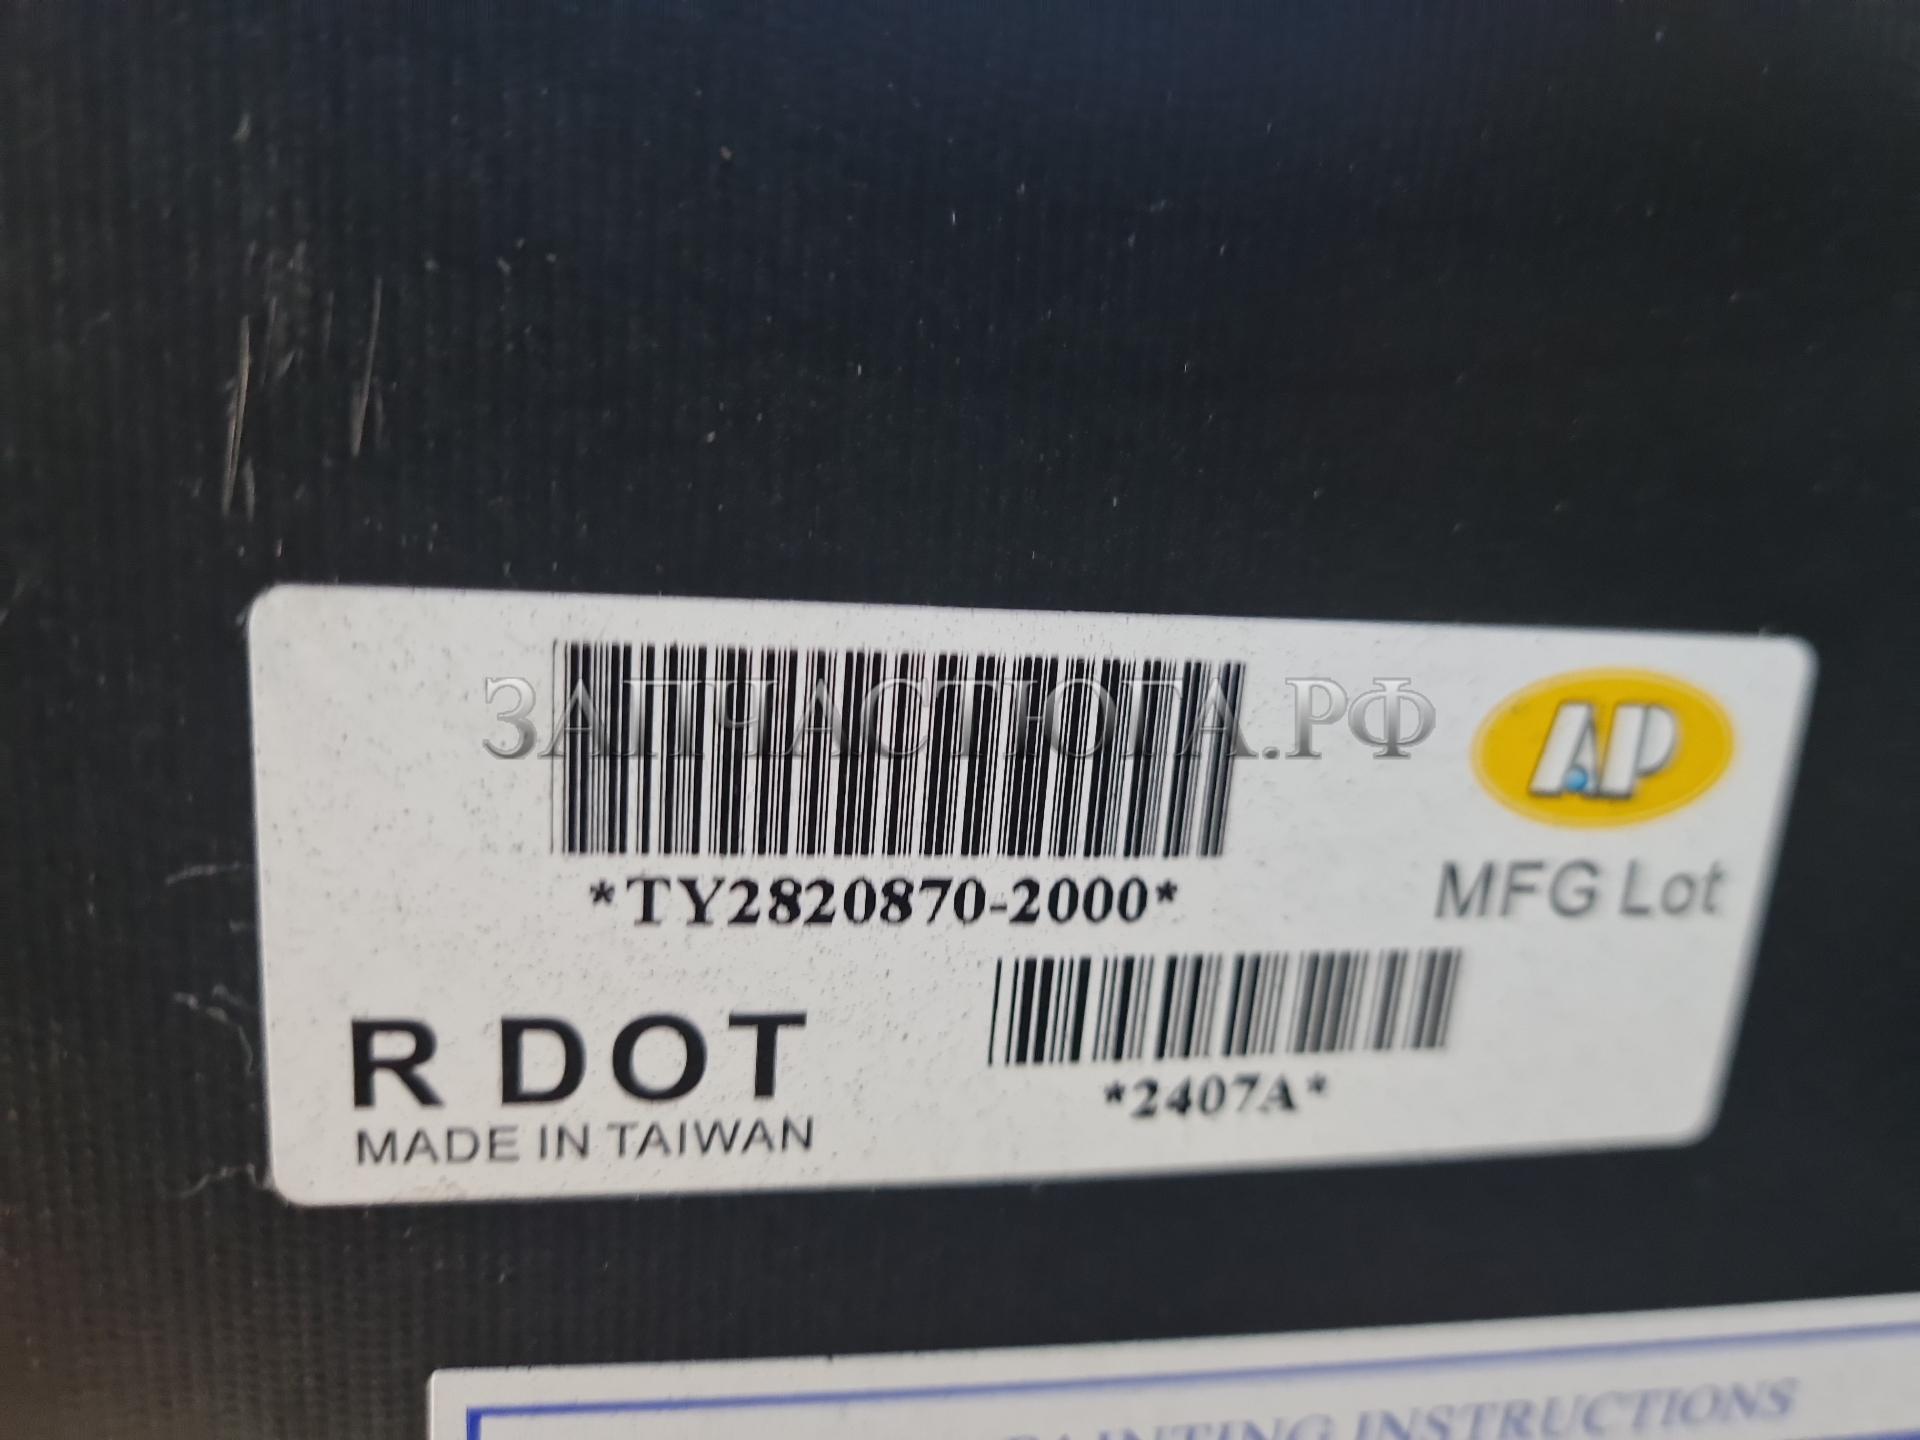 ЗАПЧАСТЮГА.РФ
AP
*TY2820870-2000*
MFG Lot
R DOT
*2407A*
MADE IN TAIWAN
PAINTING INSTRUCTIONS